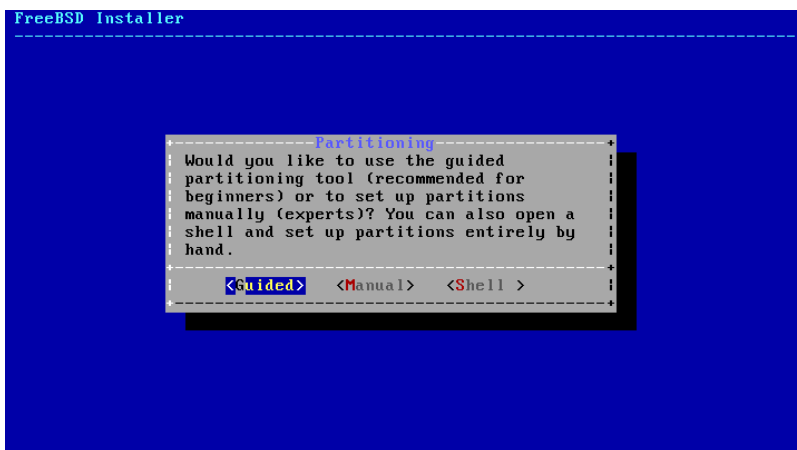 FreeBSD Installer
Partitioning
Would you like to use the guided
partitioning tool (recommended for
beginners) or to set up partitions
manually (experts)? You can also open a
shell and set up partitions entirely by
hand.
<Guided> <Manual> <Shell >